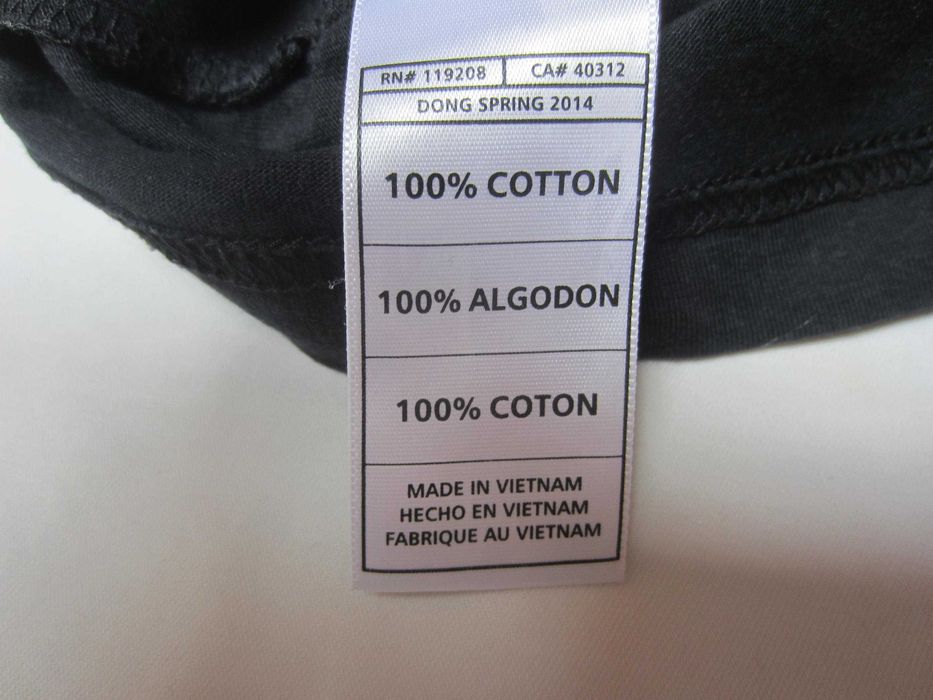 RN# 119208 CA# 40312
DONG SPRING 2014
100% COTTON
100% ALGODON
100% COTON
MADE IN VIETNAM
HECHO EN VIETNAM
FABRIQUE AU VIETNAM